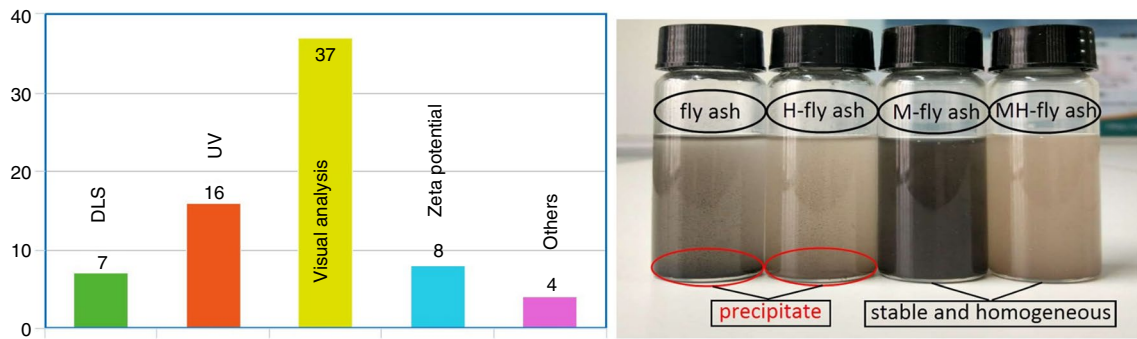 40
30
20
10
0
DLS
7
UV
16
37
Visual analysis
Zeta potential
8
Others
4
fly ash
H-fly ash
M-fly ash
MH-fly ash
precipitate
stable and homogeneous